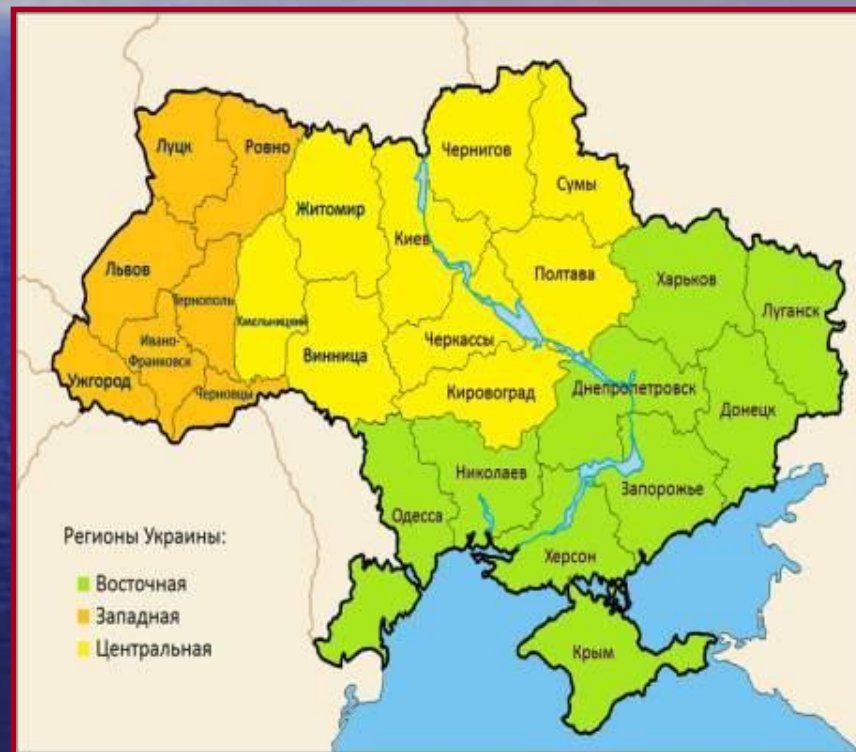 Луцк
Ровно
Чернигов
Сумы
Житомир
Киев
Львов
Тернополь
Хмельницкий
Полтава
Харьков
Луганск
Ивано-
Франковск
Винница
Черкассы
Ужгород
Черновцы
Кировоград
Днепропетровск
Донецк
Николаев
Запорожье
Одесса
Херсон
Крым
Регионы Украины:
Восточная
Западная
Центральная